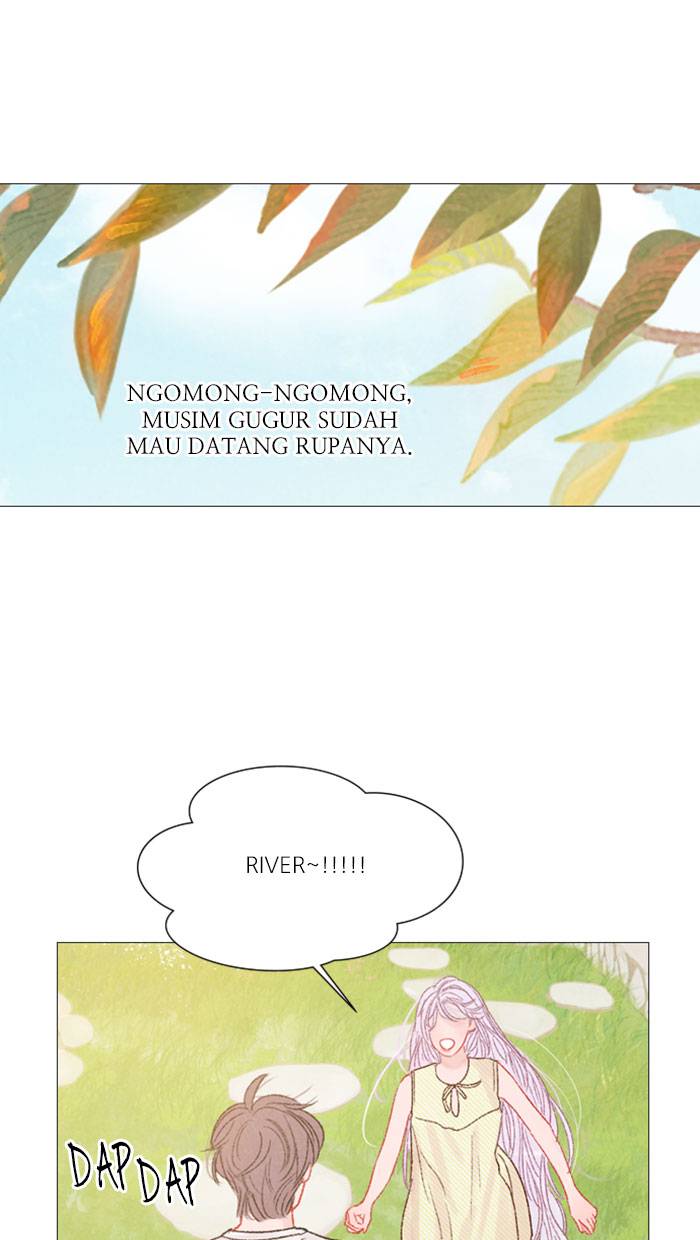 NGOMONG-NGOMONG,
MUSIM GUGUR SUDAH
MAU DATANG RUPANYA.
RIVER~!!!!!
DAP DAP